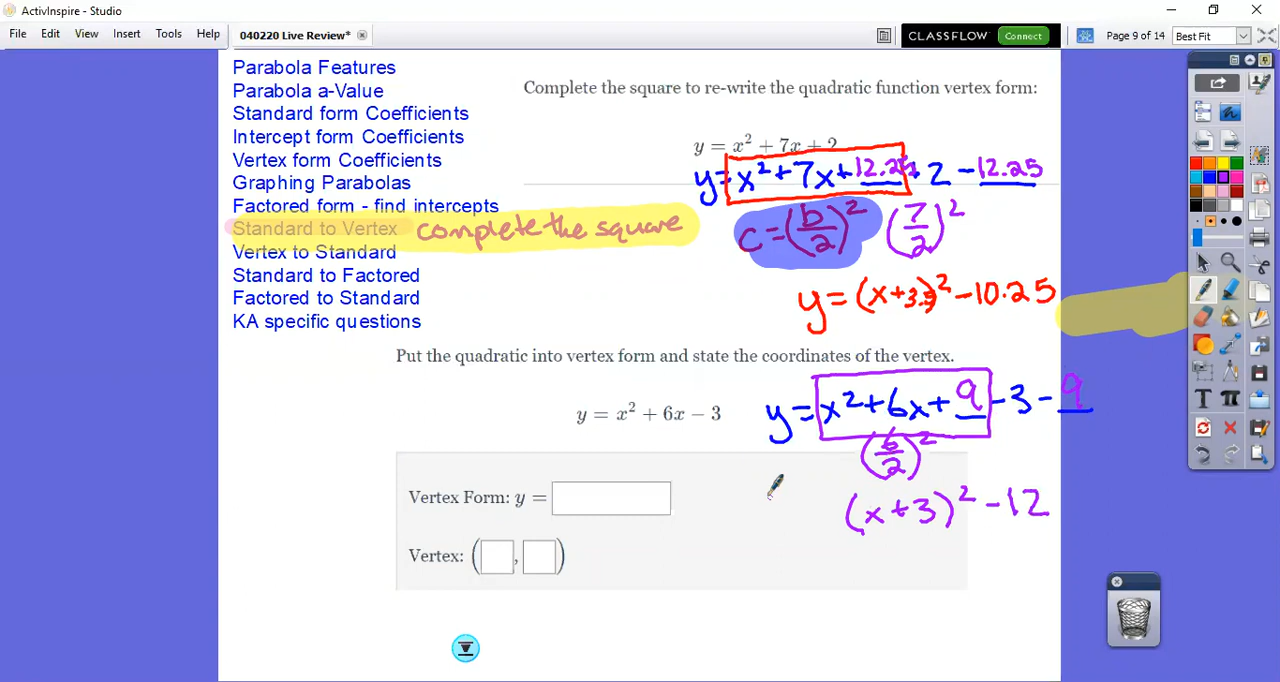 ActivInspire - Studio
File Edit View Insert Tools Help
040220 Live Review*
CLASSFLOW Connect
Page 9 of 14
Best Fit
Parabola Features
Parabola a-Value
Standard form Coefficients
Intercept form Coefficients
Vertex form Coefficients
Graphing Parabolas
Factored form - find intercepts
Standard to Vertex complete the square
Vertex to Standard
Standard to Factored
Factored to Standard
KA specific questions
Complete the square to re-write the quadratic function vertex form:
y = x² + 7x + 2
y = x² + 7x + 12.25 + 2 - 12.25
c = (b/2)² (7/2)²
y = (x + 3.5)² - 10.25
Put the quadratic into vertex form and state the coordinates of the vertex.
y = x² + 6x − 3
y = x² + 6x + 9 - 3 - 9
(6/2)²
(x + 3)² - 12
Vertex Form: y =
Vertex: ( , )